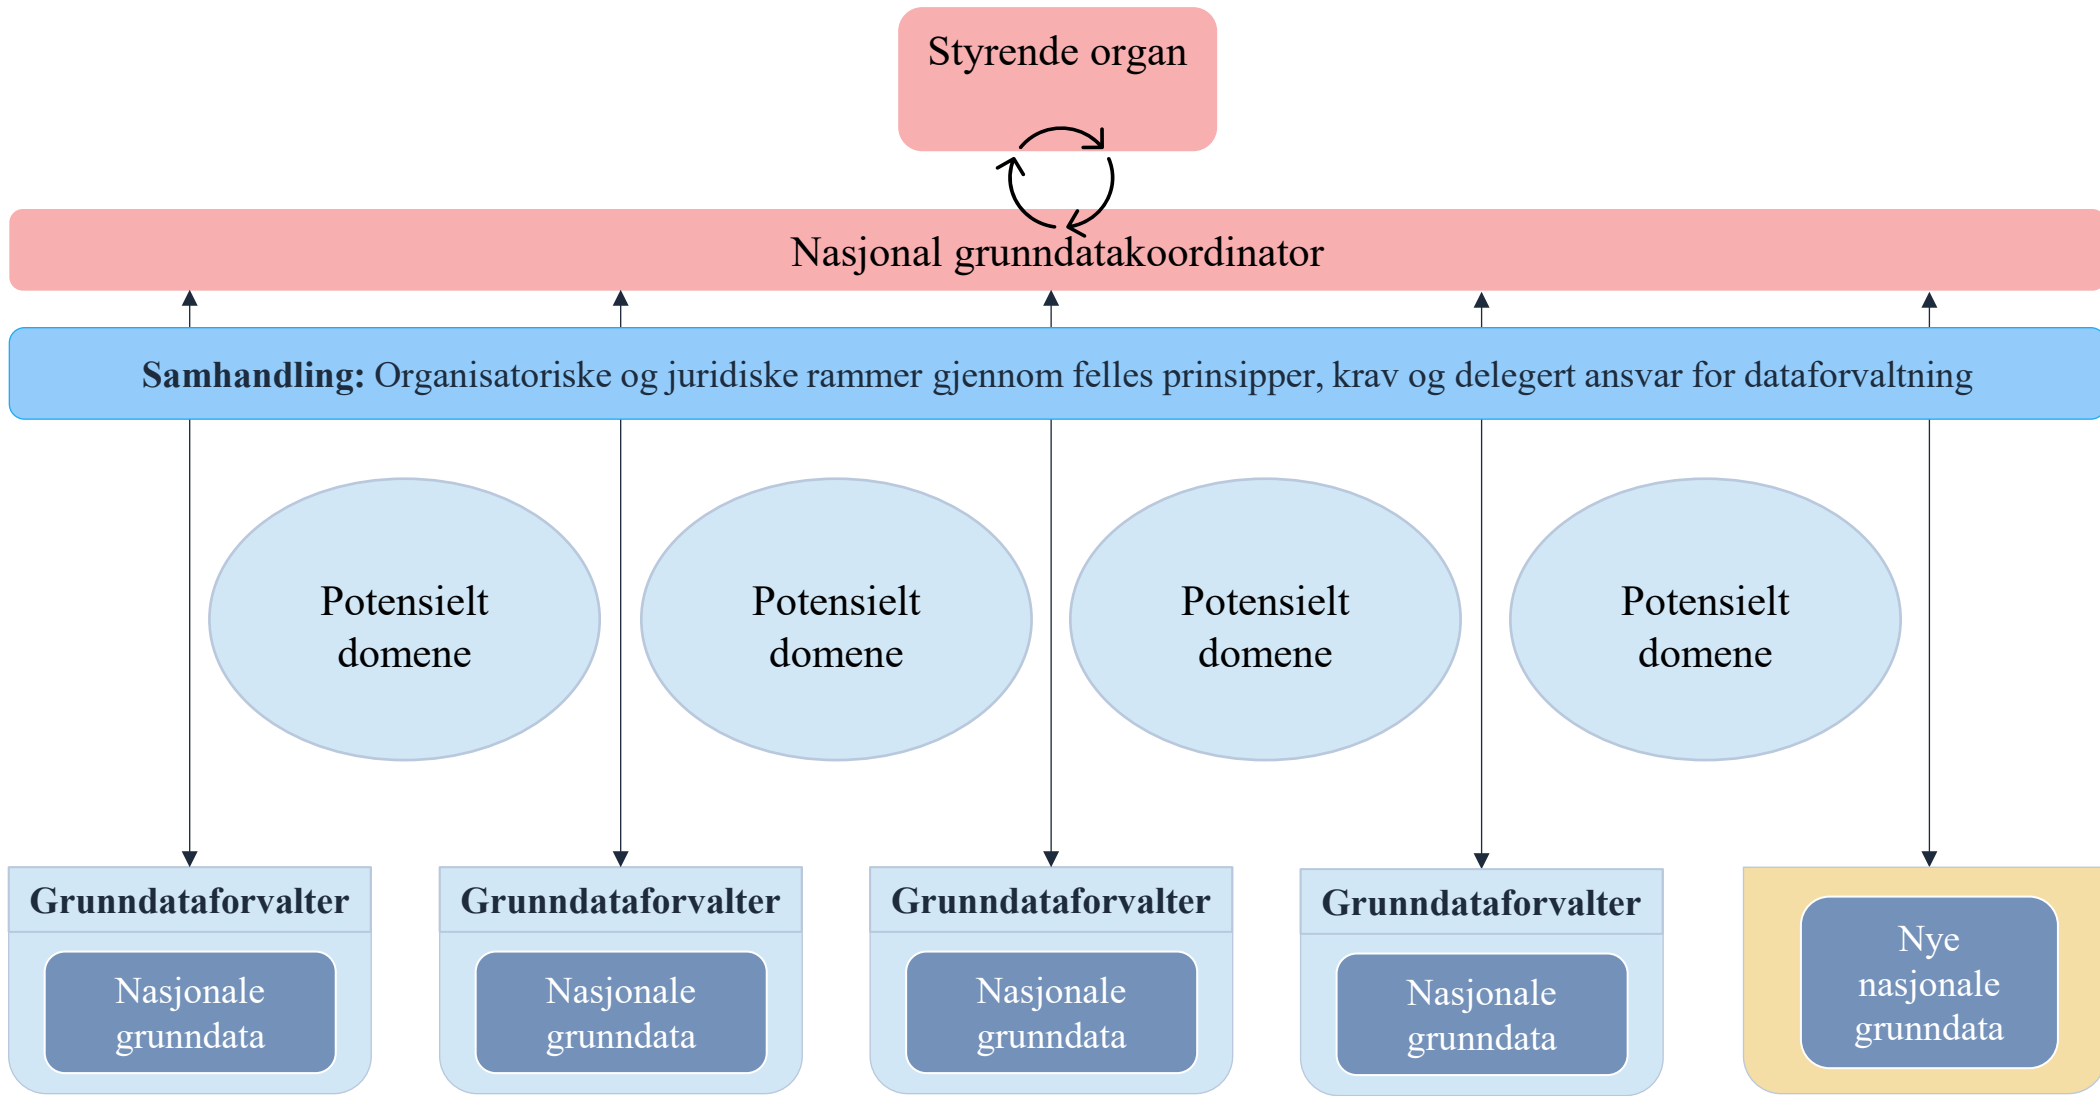 Styrende organ
Nasjonal grunndatakoordinator
Samhandling: Organisatoriske og juridiske rammer gjennom felles prinsipper, krav og delegert ansvar for dataforvaltning
Potensielt
domene
Potensielt
domene
Potensielt
domene
Potensielt
domene
Grunndataforvalter
Nasjonale
grunndata
Grunndataforvalter
Nasjonale
grunndata
Grunndataforvalter
Nasjonale
grunndata
Grunndataforvalter
Nasjonale
grunndata
Nye
nasjonale
grunndata